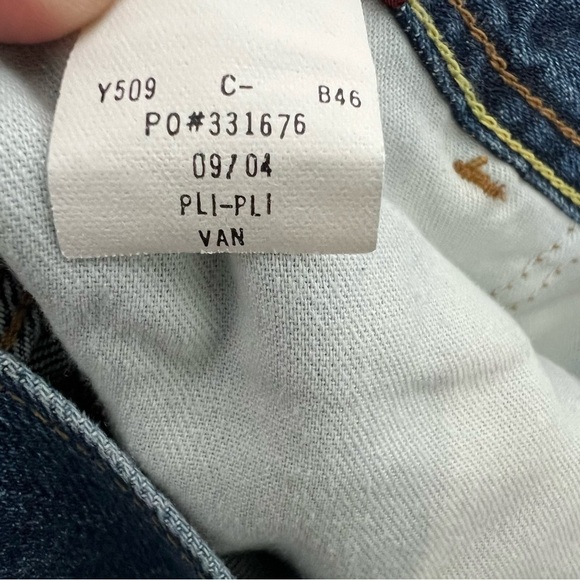 Y509 C- B46
PO#331676
09/04
PLI-PLI
VAN